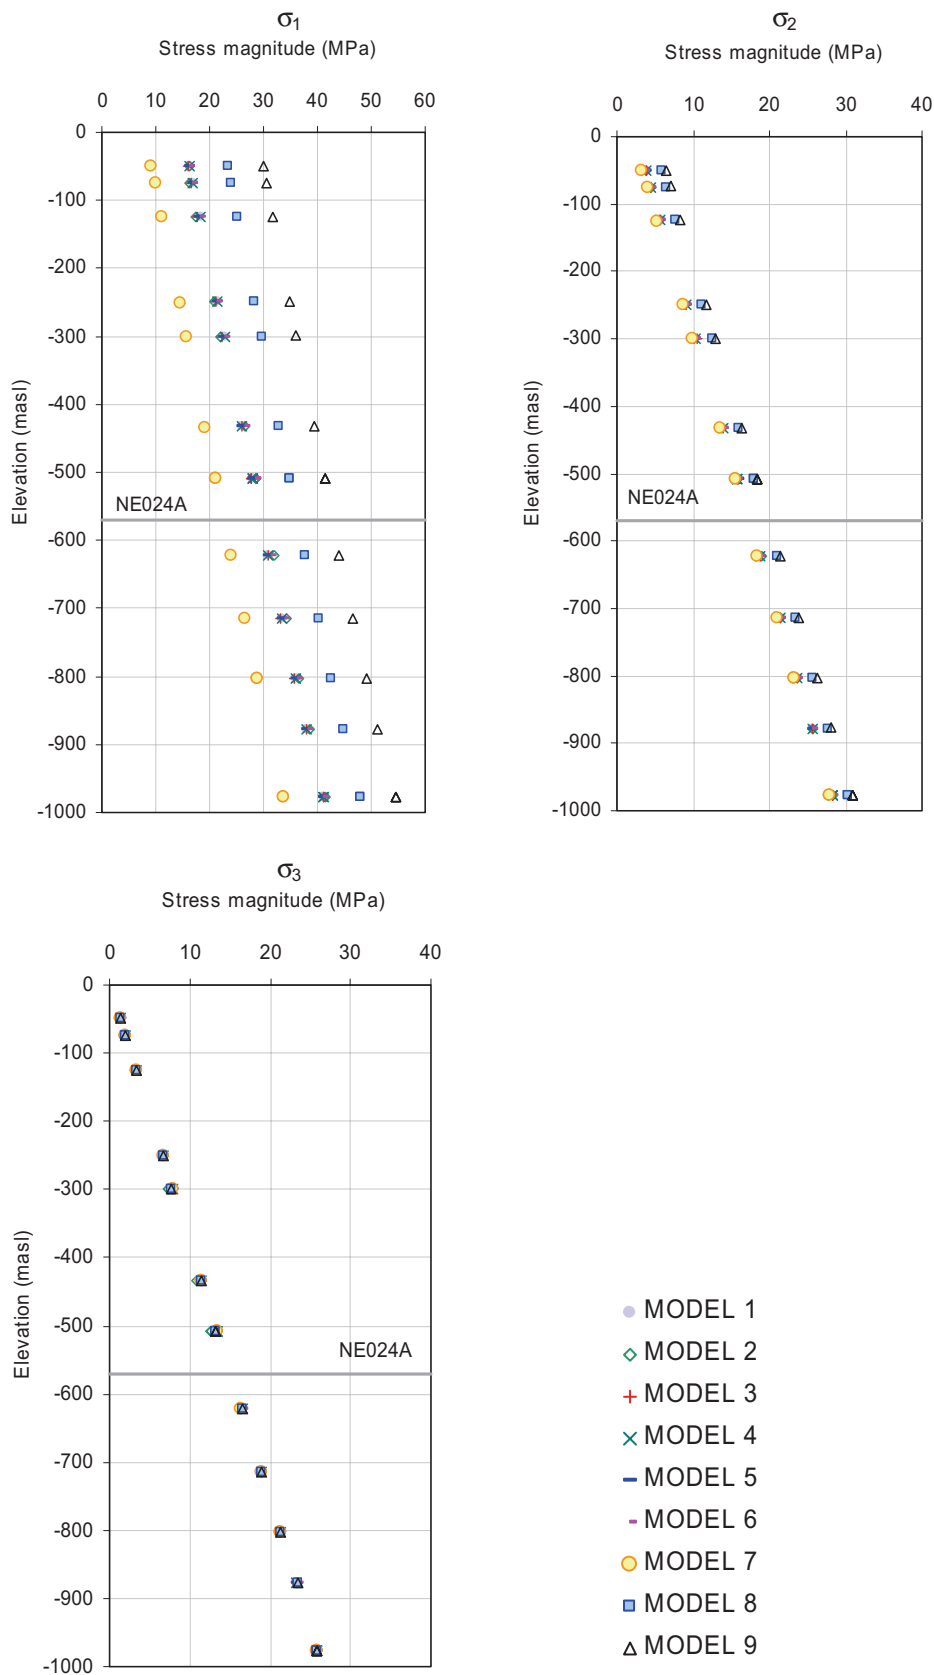 σ1
Stress magnitude (MPa)
0 10 20 30 40 50 60
0
-100
-200
-300
-400
-500
-600
-700
-800
-900
-1000
Elevation (masl)
NE024A
σ2
Stress magnitude (MPa)
0 10 20 30 40
0
-100
-200
-300
-400
-500
-600
-700
-800
-900
-1000
Elevation (masl)
NE024A
σ3
Stress magnitude (MPa)
0 10 20 30 40
0
-100
-200
-300
-400
-500
-600
-700
-800
-900
-1000
Elevation (masl)
NE024A
MODEL 1
MODEL 2
MODEL 3
MODEL 4
MODEL 5
MODEL 6
MODEL 7
MODEL 8
MODEL 9